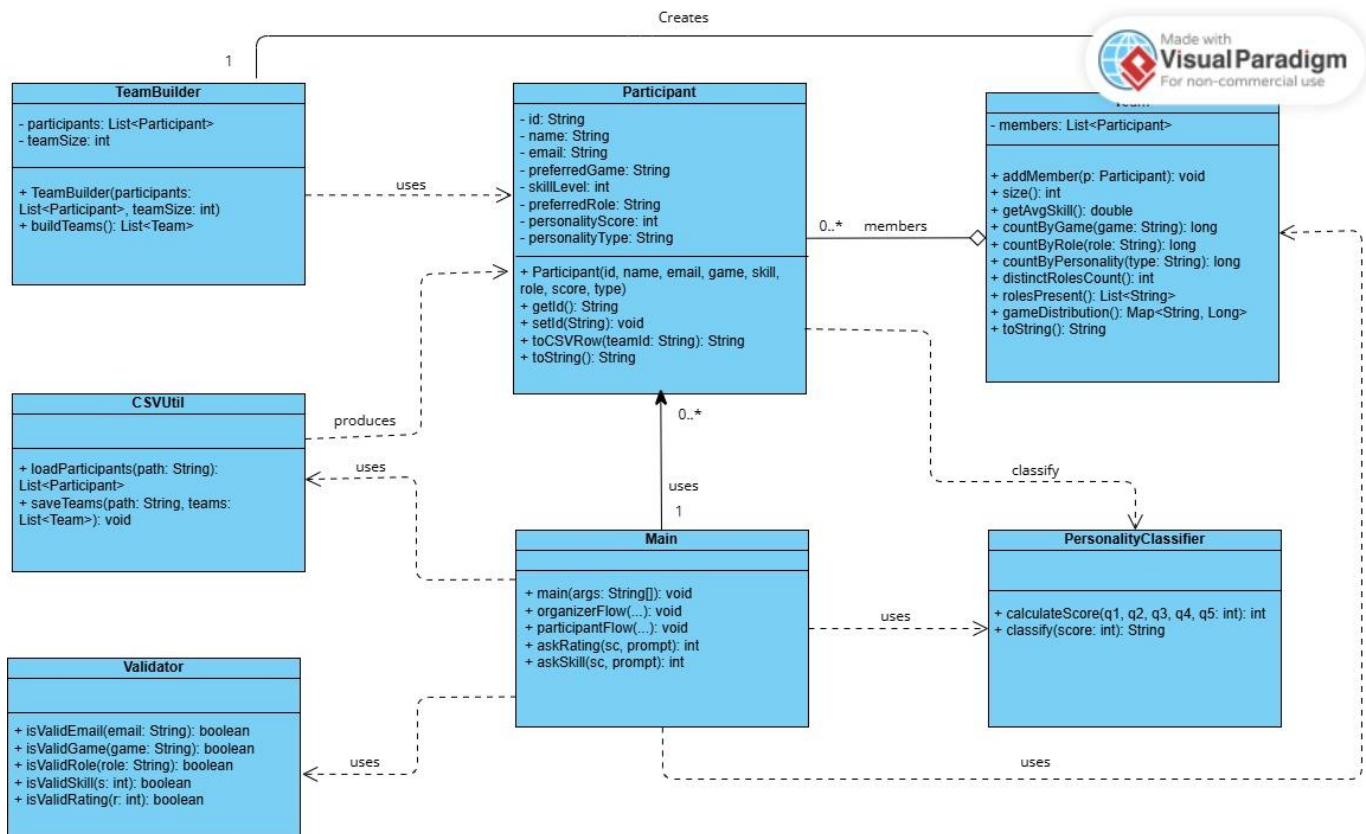 Creates
Made with
Visual Paradigm
For non-commercial use
1
TeamBuilder
- participants: List<Participant>
- teamSize: int
+ TeamBuilder(participants:
List<Participant>, teamSize: int)
+ buildTeams(): List<Team>
uses
Participant
- id: String
- name: String
- email: String
- preferredGame: String
- skillLevel: int
- preferredRole: String
- personalityScore: int
- personalityType: String
+ Participant(id, name, email, game, skill,
role, score, type)
+ getId(): String
+ setId(String): void
+ toCSVRow(teamId: String): String
+ toString(): String
0..* members
- members: List<Participant>
+ addMember(p: Participant): void
+ size(): int
+ getAvgSkill(): double
+ countByGame(game: String): long
+ countByRole(role: String): long
+ countByPersonality(type: String): long
+ distinctRolesCount(): int
+ rolesPresent(): List<String>
+ gameDistribution(): Map<String, Long>
+ toString(): String
CSVUtil
+ loadParticipants(path: String):
List<Participant>
+ saveTeams(path: String, teams:
List<Team>): void
produces
uses
0..*
uses
1
classify
Main
+ main(args: String[]): void
+ organizerFlow(...): void
+ participantFlow(...): void
+ askRating(sc, prompt): int
+ askSkill(sc, prompt): int
uses
PersonalityClassifier
+ calculateScore(q1, q2, q3, q4, q5: int): int
+ classify(score: int): String
Validator
+ isValidEmail(email: String): boolean
+ isValidGame(game: String): boolean
+ isValidRole(role: String): boolean
+ isValidSkill(s: int): boolean
+ isValidRating(r: int): boolean
uses
uses